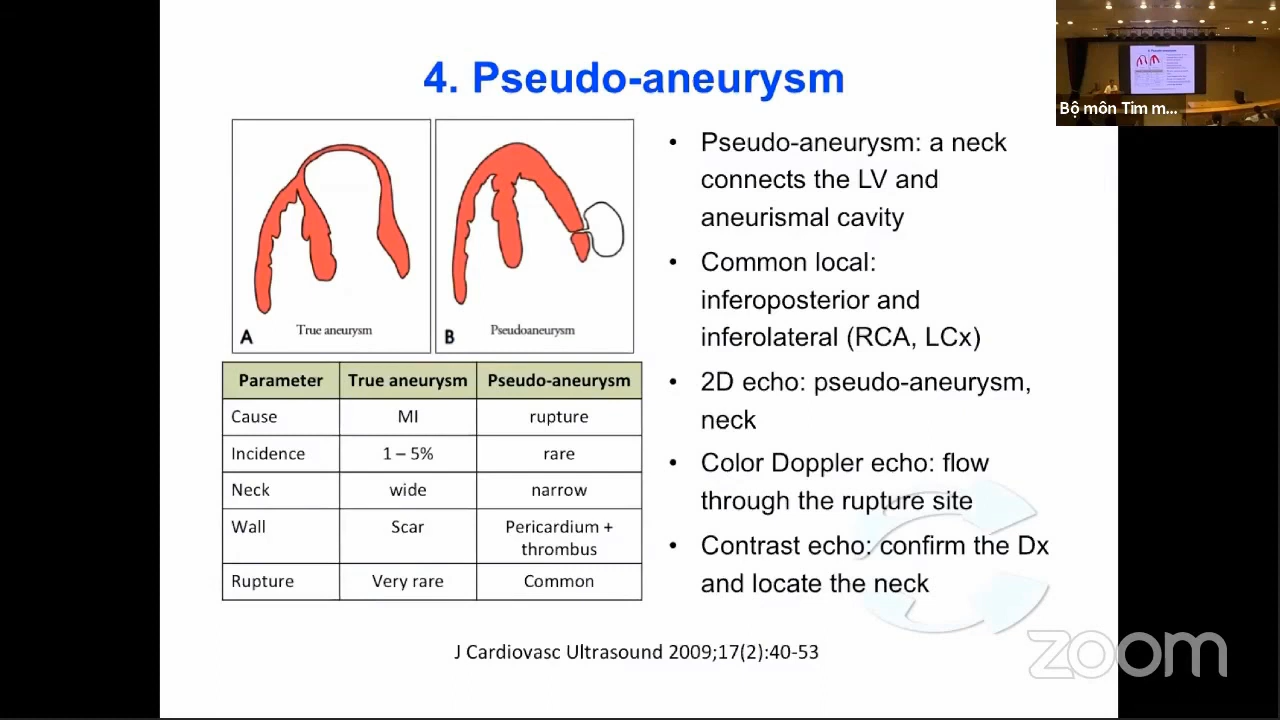 4. Pseudo-aneurysm
Bộ môn Tim m...
A
True aneurysm
B
Pseudoaneurysm
Parameter True aneurysm Pseudo-aneurysm
Cause MI rupture
Incidence 1 – 5% rare
Neck wide narrow
Wall Scar Pericardium +
thrombus
Rupture Very rare Common
• Pseudo-aneurysm: a neck
connects the LV and
aneurismal cavity
• Common local:
inferoposterior and
inferolateral (RCA, LCx)
• 2D echo: pseudo-aneurysm,
neck
• Color Doppler echo: flow
through the rupture site
• Contrast echo: confirm the Dx
and locate the neck
J Cardiovasc Ultrasound 2009;17(2):40-53
zoom